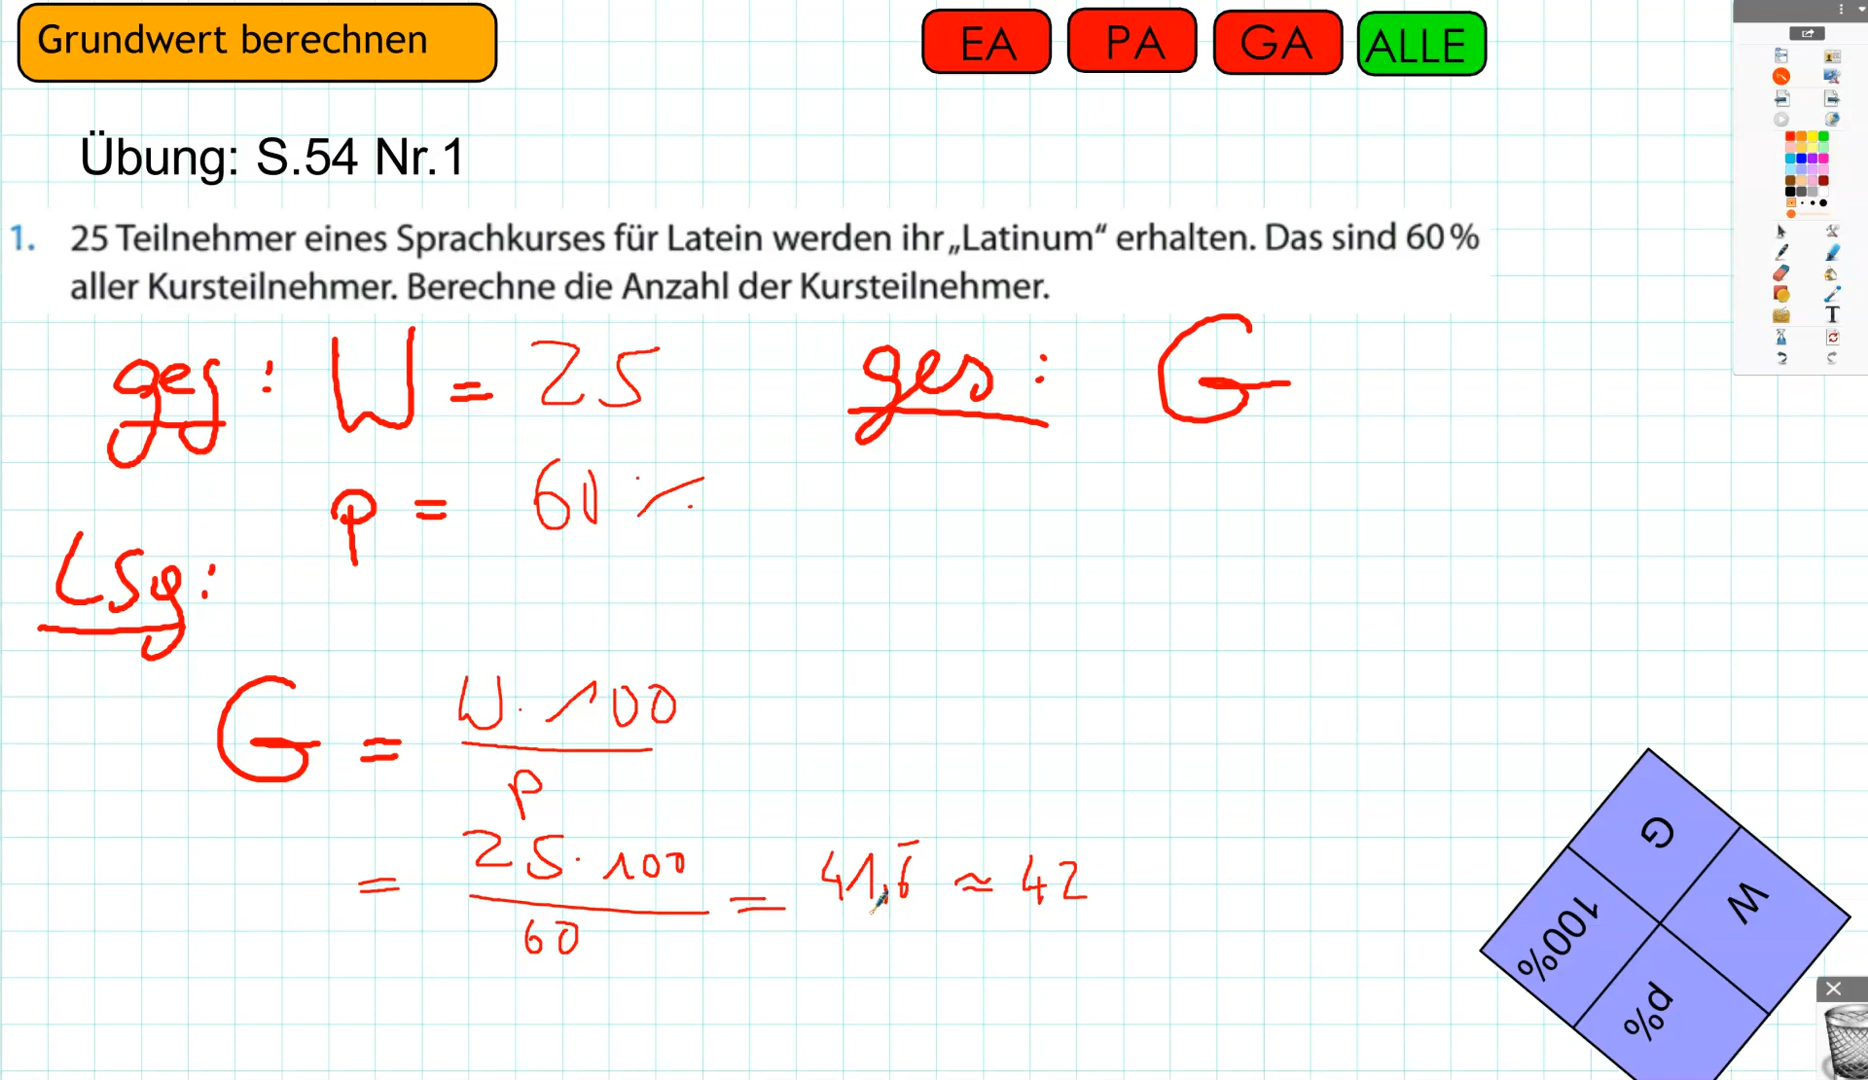 Grundwert berechnen
EA PA GA ALLE
Übung: S.54 Nr.1
1. 25 Teilnehmer eines Sprachkurses für Latein werden ihr „Latinum“ erhalten. Das sind 60 %
aller Kursteilnehmer. Berechne die Anzahl der Kursteilnehmer.
geg: W = 25 ges: G
p = 60 %
Lsg:
G = W · 100 / p
= 25 · 100 / 60 = 41,6̅ ≈ 42
G
W
100%
p%
T